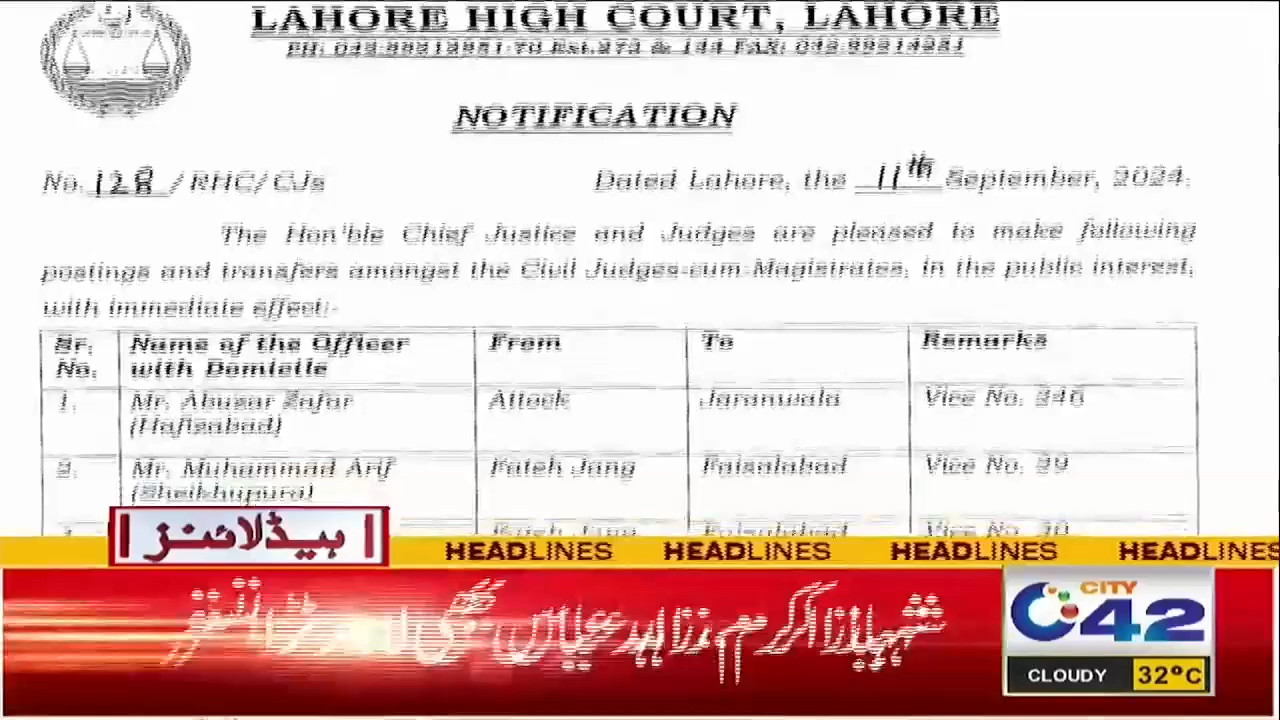 LAHORE HIGH COURT, LAHORE
NOTIFICATION
No. 128 / RHC/CJs Dated Lahore, the 11th September, 2024.
The Hon'ble Chief Justice and Judges are pleased to make following
postings and transfers amongst the Civil Judges-cum-Magistrates, in the public interest,
with immediate effect:-
Sr. No. Name of the Officer with Domicile From To Remarks
1. Mr. Abuzar Zafar (Hafizabad) Attock Jaranwala Vice No. 346
2. Mr. Muhammad Arif (Sheikhupura) Fateh Jang Faisalabad Vice No.
ہیڈلائنز
HEADLINES HEADLINES HEADLINES HEADLINES
CITY
42
CLOUDY 32°C